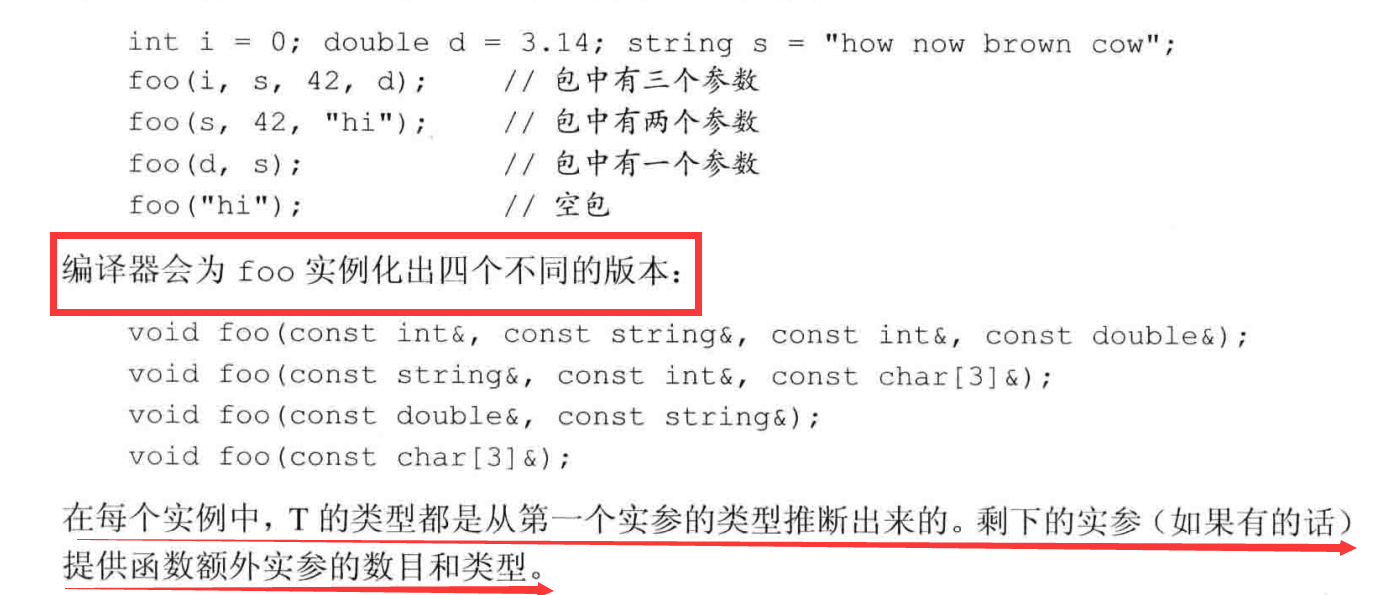 int i = 0; double d = 3.14; string s = "how now brown cow";
foo(i, s, 42, d);    // 包中有三个参数
foo(s, 42, "hi");    // 包中有两个参数
foo(d, s);           // 包中有一个参数
foo("hi");           // 空包
编译器会为 foo 实例化出四个不同的版本：
void foo(const int&, const string&, const int&, const double&);
void foo(const string&, const int&, const char[3]&);
void foo(const double&, const string&);
void foo(const char[3]&);
在每个实例中，T 的类型都是从第一个实参的类型推断出来的。剩下的实参（如果有的话）
提供函数额外实参的数目和类型。